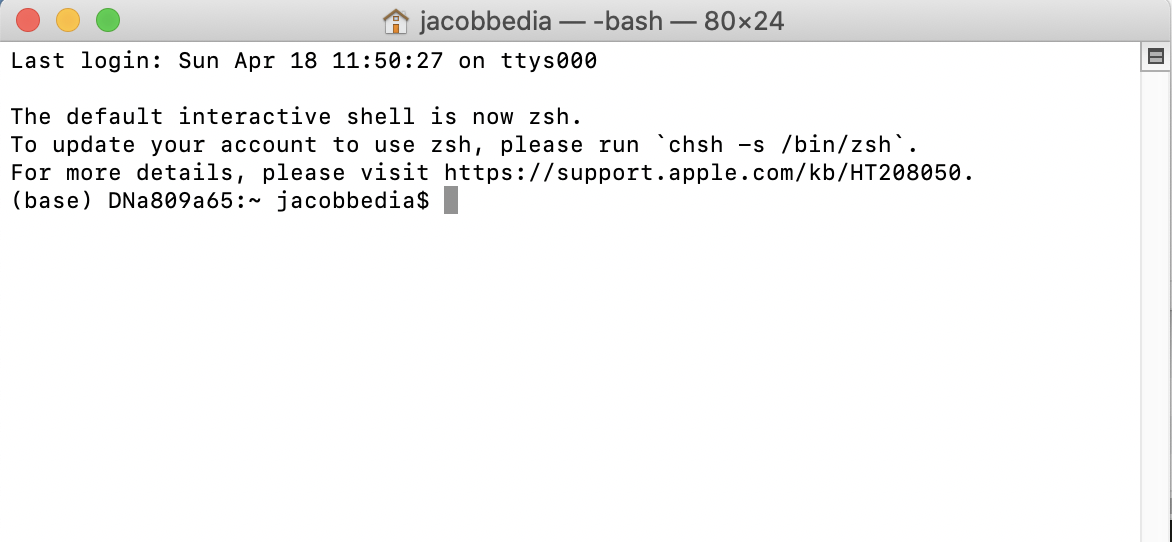 jacobbedia — -bash — 80×24
Last login: Sun Apr 18 11:50:27 on ttys000
The default interactive shell is now zsh.
To update your account to use zsh, please run `chsh -s /bin/zsh`.
For more details, please visit https://support.apple.com/kb/HT208050.
(base) DNa809a65:~ jacobbedia$